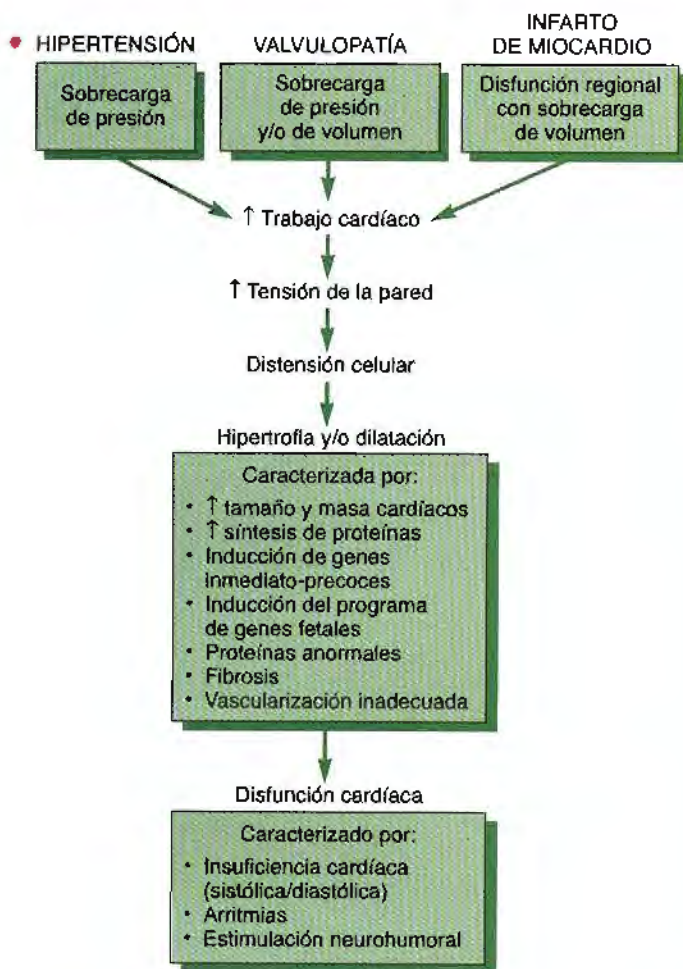 • HIPERTENSIÓN
VALVULOPATÍA
INFARTO
DE MIOCARDIO
Sobrecarga
de presión
Sobrecarga
de presión
y/o de volumen
Disfunción regional
con sobrecarga
de volumen
↑ Trabajo cardíaco
↑ Tensión de la pared
Distensión celular
Hipertrofia y/o dilatación
Caracterizada por:
• ↑ tamaño y masa cardíacos
• ↑ síntesis de proteínas
• Inducción de genes
inmediato-precoces
• Inducción del programa
de genes fetales
• Proteínas anormales
• Fibrosis
• Vascularización inadecuada
Disfunción cardíaca
Caracterizado por:
• Insuficiencia cardíaca
(sistólica/diastólica)
• Arritmias
• Estimulación neurohumoral